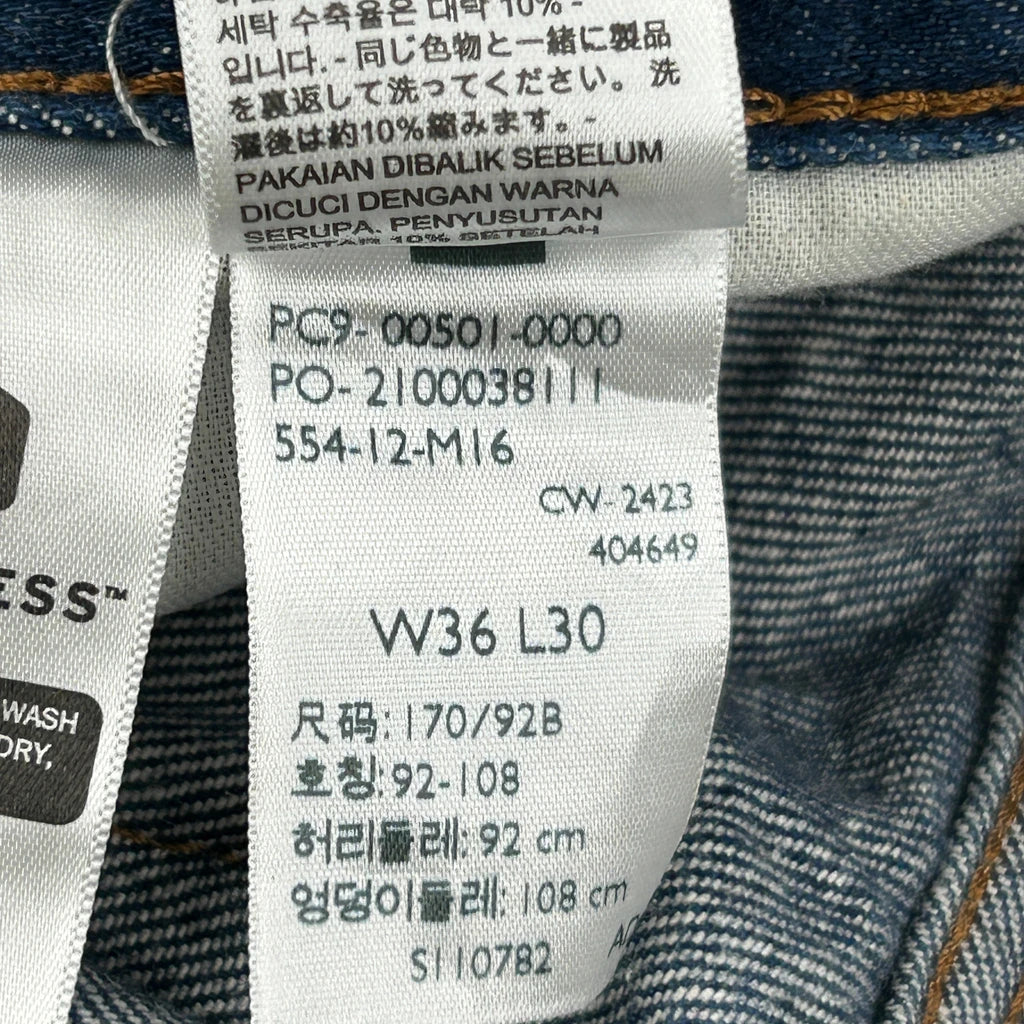 세탁 수축율은 대략 10% -
입니다. - 同じ色物と一緒に製品
を裏返して洗ってください。 洗
濯後は約10%縮みます。-
PAKAIAN DIBALIK SEBELUM
DICUCI DENGAN WARNA
SERUPA. PENYUSUTAN
PC9-00501-0000
PO-2100038111
554-12-M16
CW-2423
404649
W36 L30
尺码: 170/92B
호칭: 92-108
허리둘레: 92 cm
엉덩이둘레: 108 cm
S110782
ESS™
WASH
DRY,